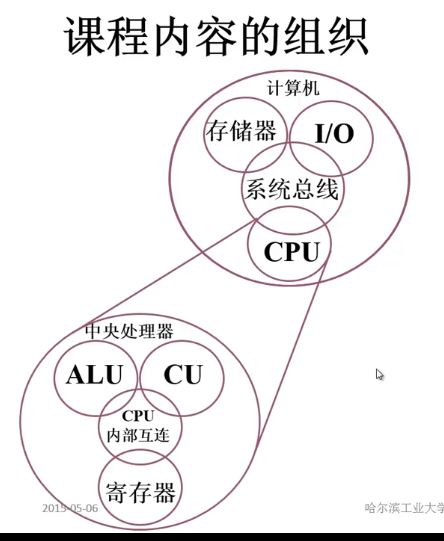 课程内容的组织
计算机
存储器
I/O
系统总线
CPU
中央处理器
ALU
CU
CPU
内部互连
寄存器
2015-05-06
哈尔滨工业大学